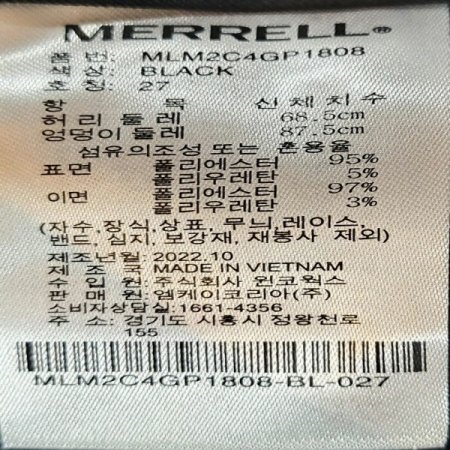 MERRELL®
품 번: MLM2C4GP1808
색 상: BLACK
호 칭: 27
항 목 신체치수
허리 둘레 68.5cm
엉덩이 둘레 87.5cm
섬유의조성 또는 혼용율
표면 폴리에스터 95%
폴리우레탄 5%
이면 폴리에스터 97%
폴리우레탄 3%
(자수,장식,상표, 무늬,레이스,
밴드, 심지, 보강재, 재봉사 제외)
제조년월: 2022.10
제 조 국 MADE IN VIETNAM
수 입 원: 주식회사 윈코웍스
판 매 원: 엠케이코리아(주)
소비자상담실: 1661-4356
주 소: 경기도 시흥시 정왕천로
155
MLM2C4GP1808-BL-027